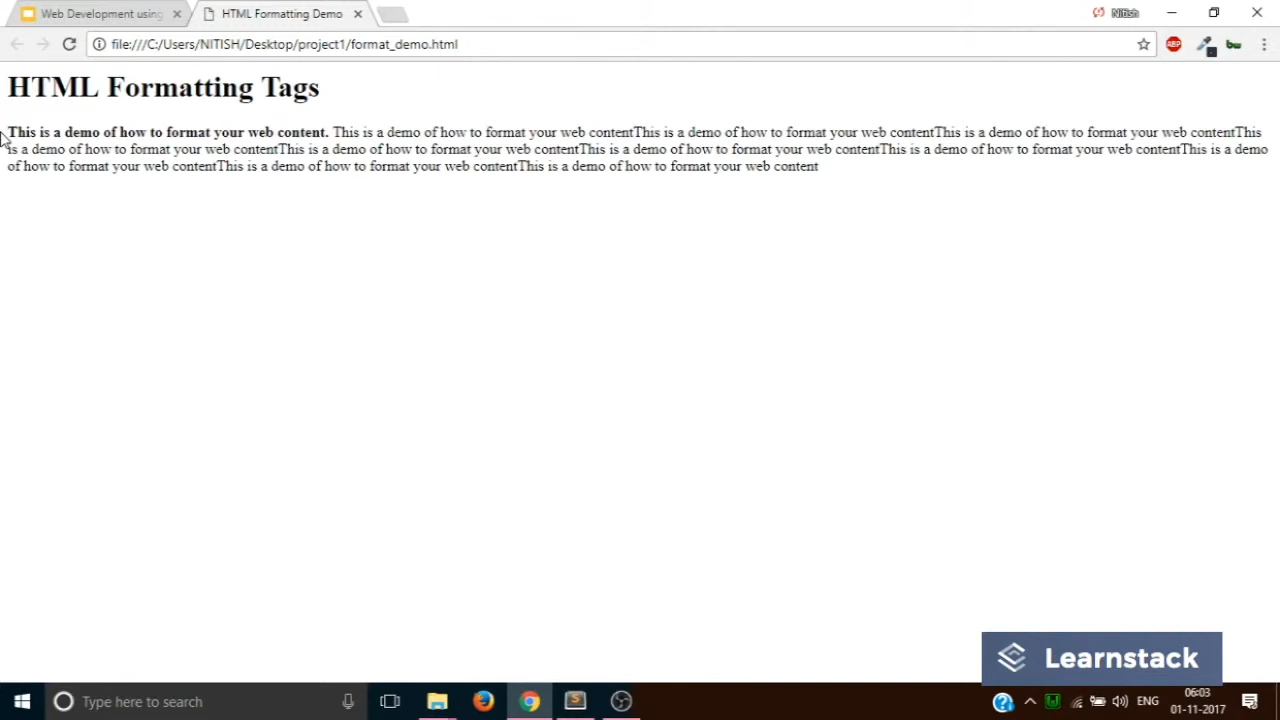 Web Development using
HTML Formatting Demo
Nitish
file:///C:/Users/NITISH/Desktop/project1/format_demo.html
ABP
HTML Formatting Tags
This is a demo of how to format your web content. This is a demo of how to format your web contentThis is a demo of how to format your web contentThis is a demo of how to format your web contentThis
is a demo of how to format your web contentThis is a demo of how to format your web contentThis is a demo of how to format your web contentThis is a demo of how to format your web contentThis is a demo
of how to format your web contentThis is a demo of how to format your web contentThis is a demo of how to format your web content
Learnstack
Type here to search
ENG
06:03
01-11-2017